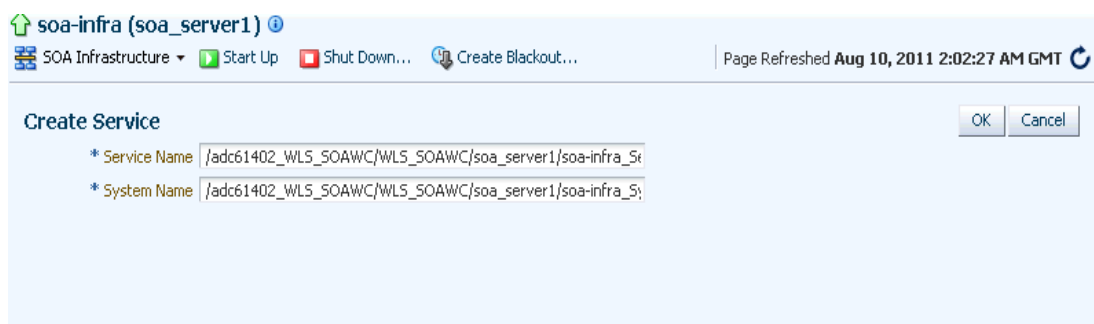 soa-infra (soa_server1)
SOA Infrastructure Start Up Shut Down... Create Blackout... Page Refreshed Aug 10, 2011 2:02:27 AM GMT
Create Service OK Cancel
* Service Name /adc61402_WLS_SOAWC/WLS_SOAWC/soa_server1/soa-infra_Se
* System Name /adc61402_WLS_SOAWC/WLS_SOAWC/soa_server1/soa-infra_Sy